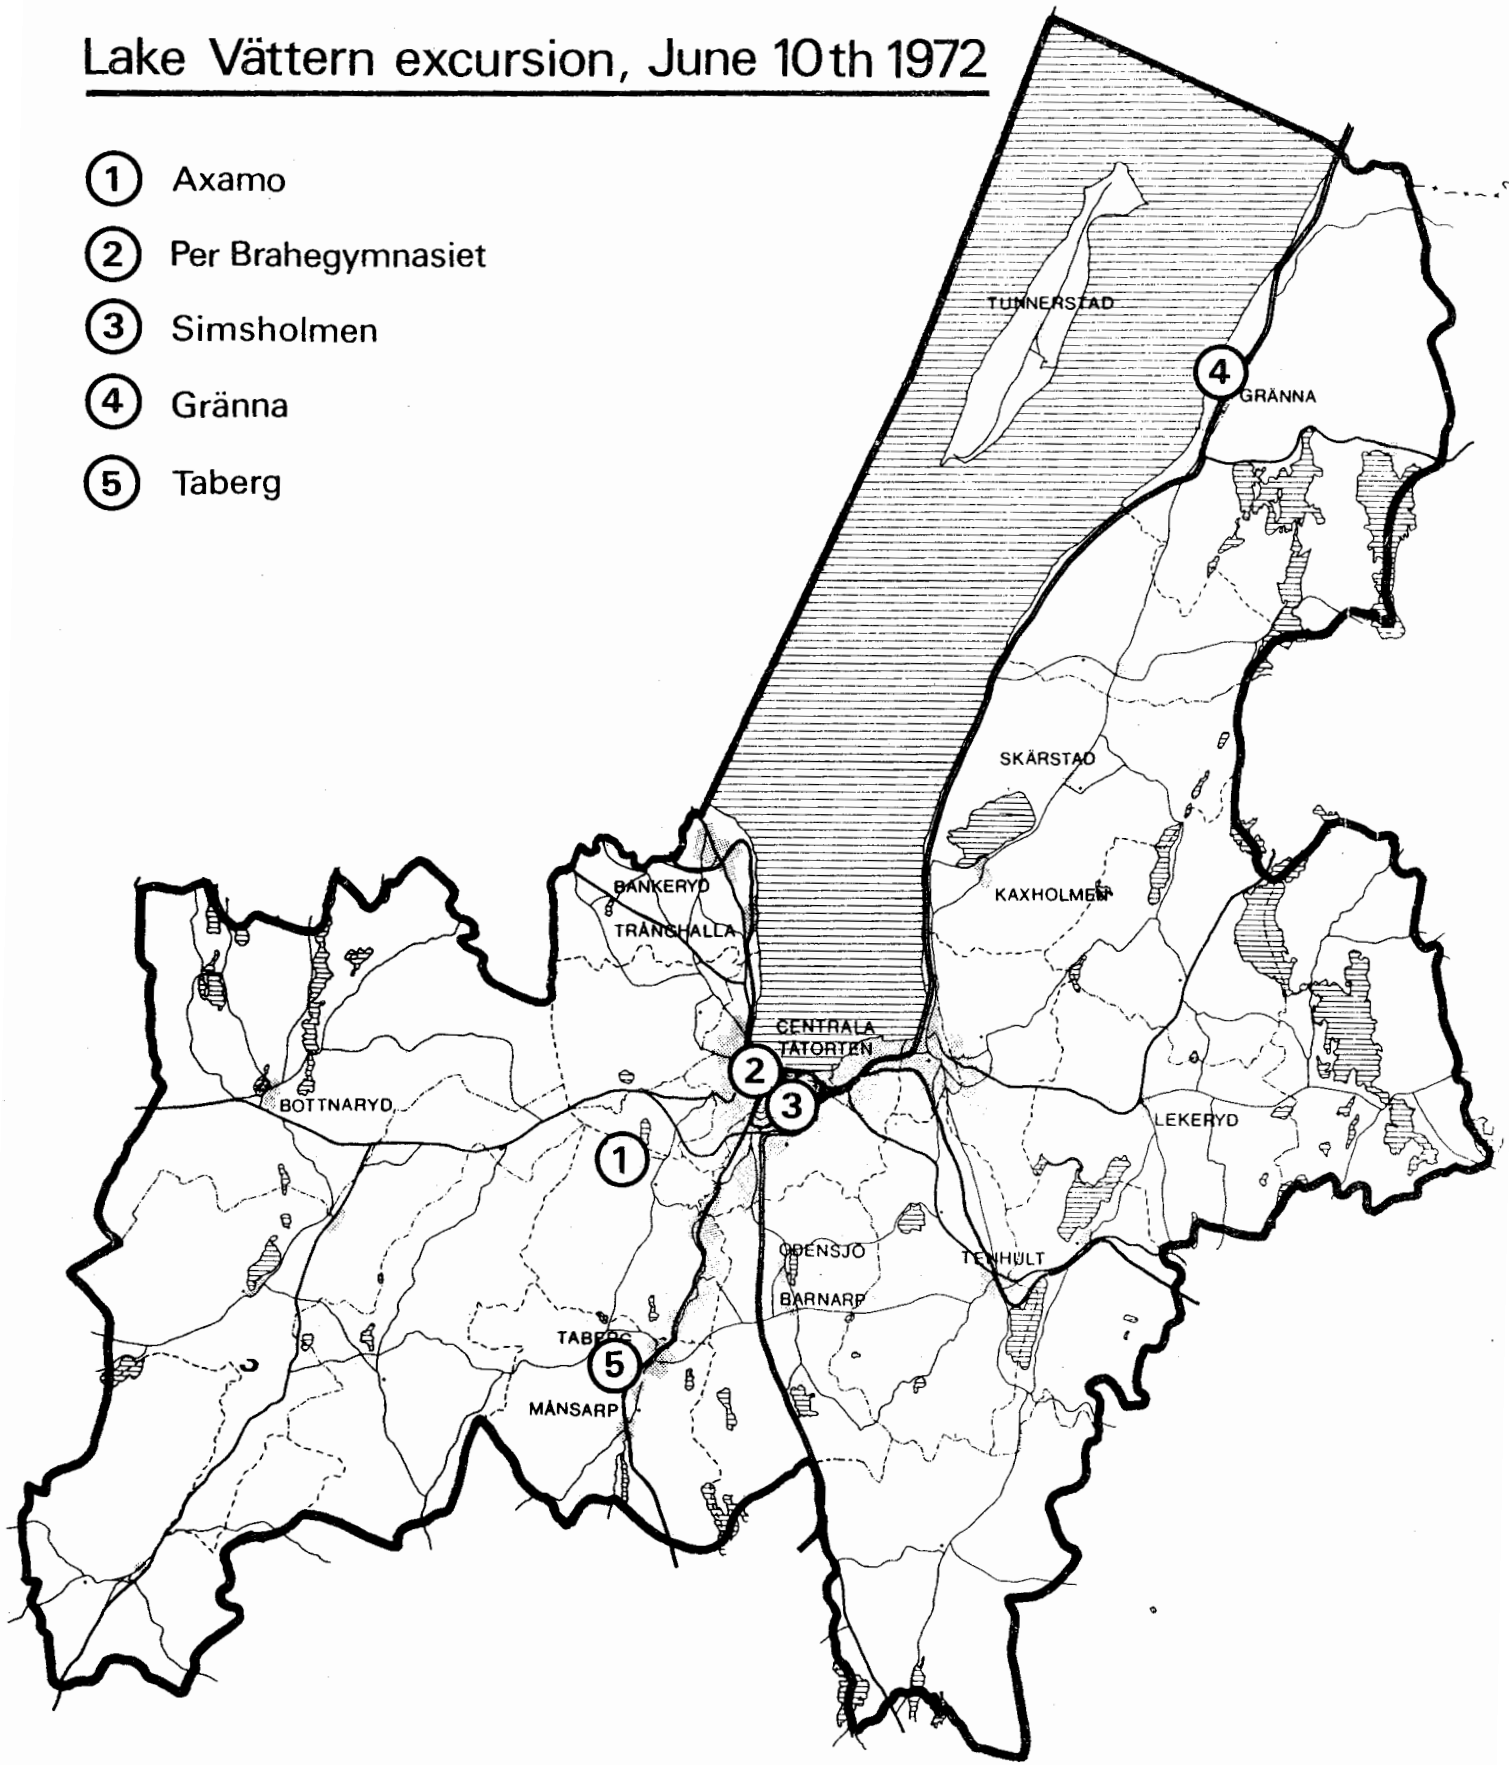 Lake Vättern excursion, June 10th 1972
1 Axamo
2 Per Brahegymnasiet
3 Simsholmen
4 Gränna
5 Taberg
TUNNERSTAD
4
GRÄNNA
SKÄRSTAD
BANKERYD
KAXHOLMEN
TRÅNGHALLA
CENTRALA
TÄTORTEN
2
3
BOTTNARYD
LEKERYD
1
ODENSJÖ
TENHULT
BARNARP
TABERG
5
MÅNSARP